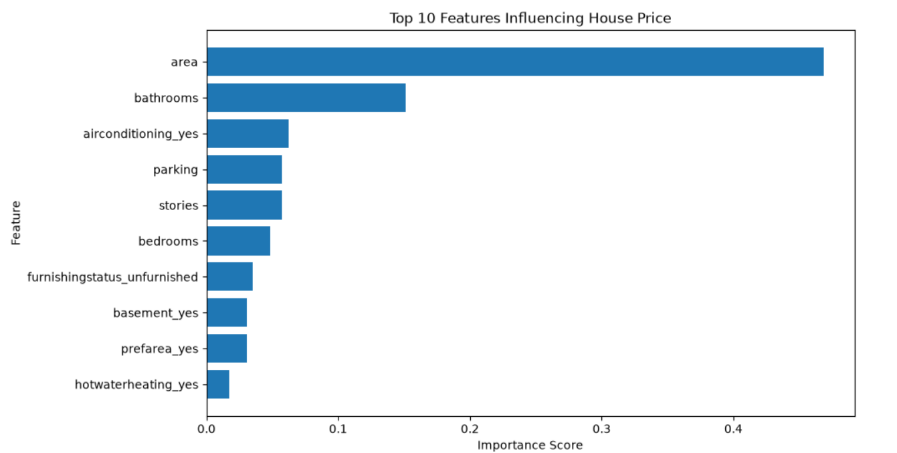 Top 10 Features Influencing House Price
Feature
area
bathrooms
airconditioning_yes
parking
stories
bedrooms
furnishingstatus_unfurnished
basement_yes
prefarea_yes
hotwaterheating_yes
0.0 0.1 0.2 0.3 0.4
Importance Score